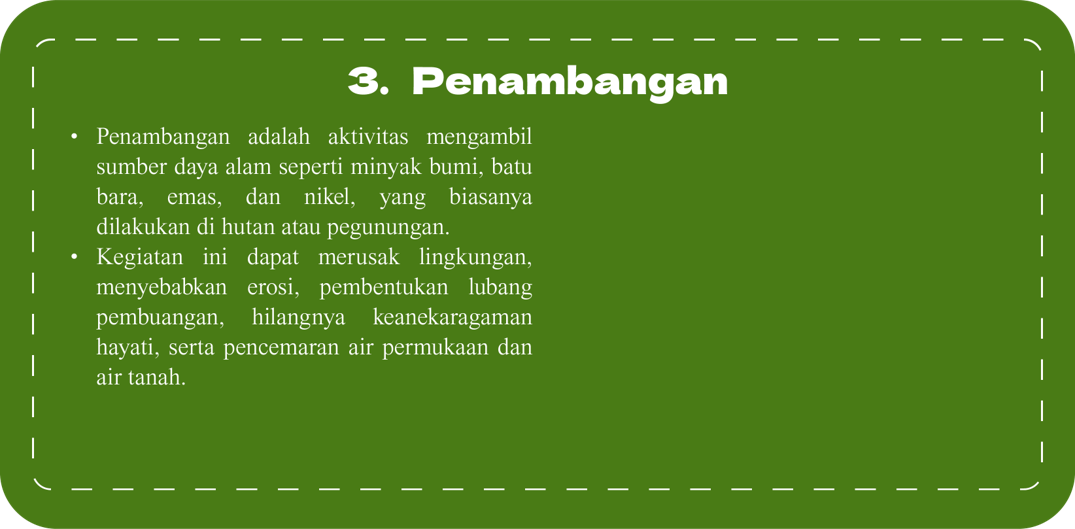 3. Penambangan
• Penambangan adalah aktivitas mengambil
sumber daya alam seperti minyak bumi, batu
bara, emas, dan nikel, yang biasanya
dilakukan di hutan atau pegunungan.
• Kegiatan ini dapat merusak lingkungan,
menyebabkan erosi, pembentukan lubang
pembuangan, hilangnya keanekaragaman
hayati, serta pencemaran air permukaan dan
air tanah.